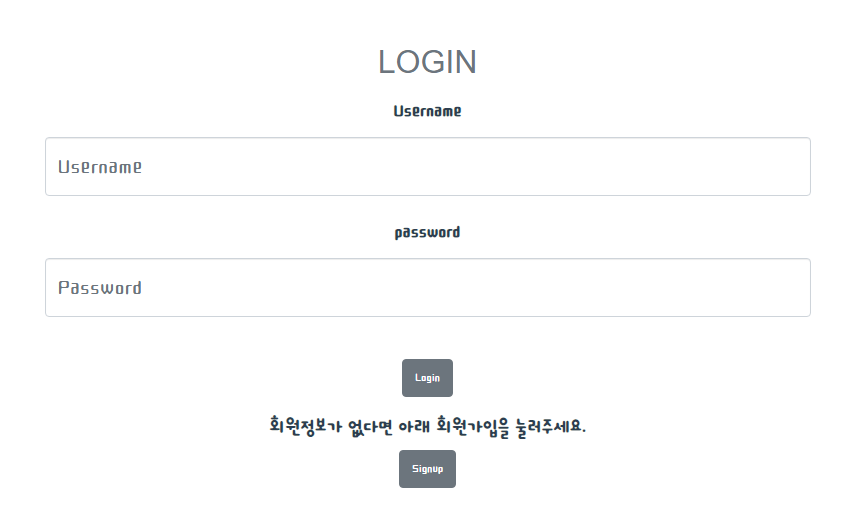 LOGIN
Username
Username
password
Password
Login
회원정보가 없다면 아래 회원가입을 눌러주세요.
Signup